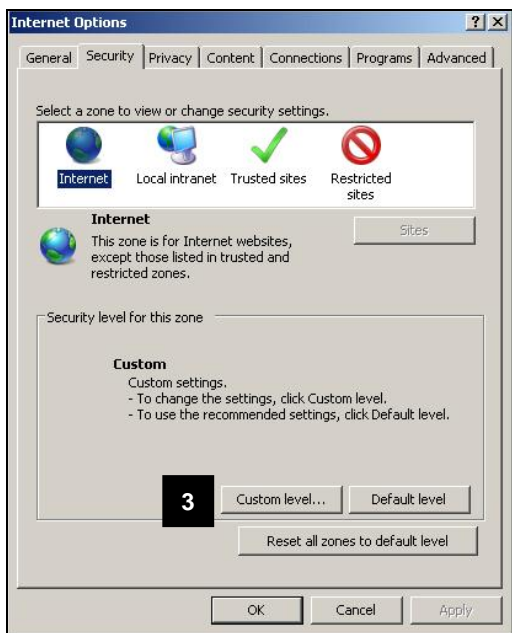 Internet Options
General Security Privacy Content Connections Programs Advanced
Select a zone to view or change security settings.
Internet Local intranet Trusted sites Restricted
sites
Internet
Sites
This zone is for Internet websites,
except those listed in trusted and
restricted zones.
Security level for this zone
Custom
Custom settings.
- To change the settings, click Custom level.
- To use the recommended settings, click Default level.
3 Custom level... Default level
Reset all zones to default level
OK Cancel Apply